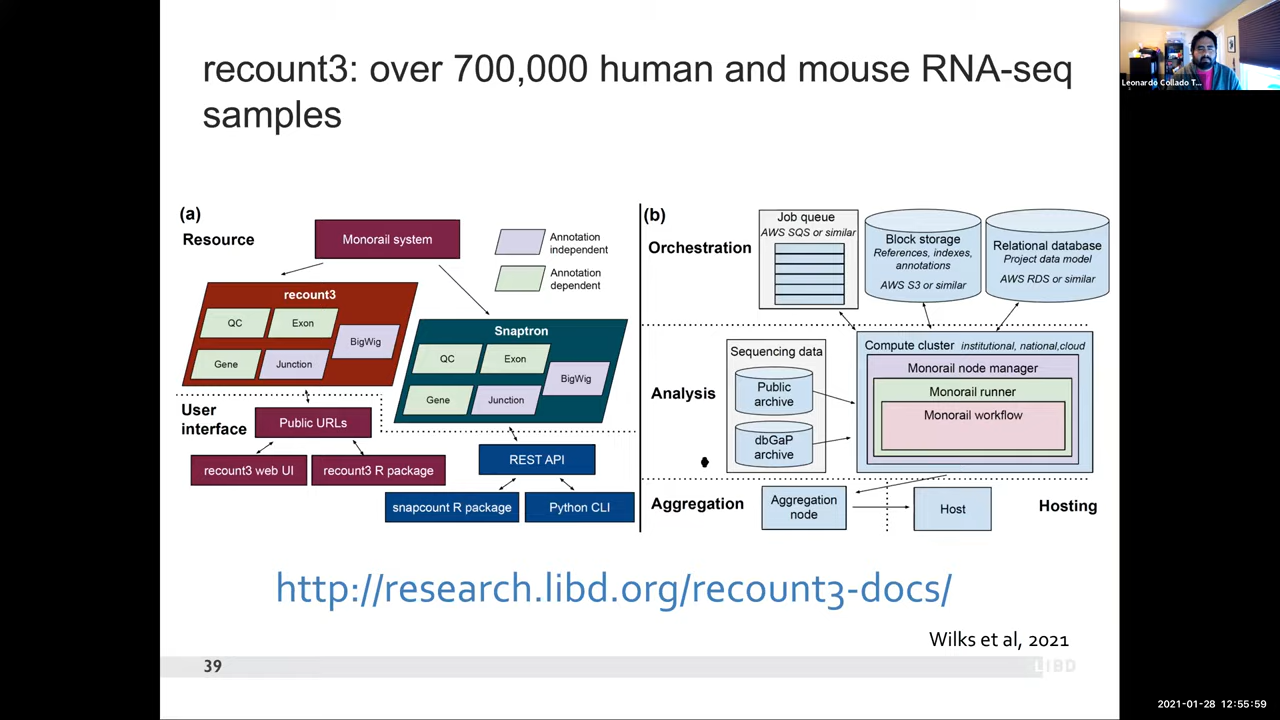 recount3: over 700,000 human and mouse RNA-seq
samples
Leonardo Collado T...
(a)
Resource
Monorail system
Annotation
independent
Annotation
dependent
recount3
QC
Exon
BigWig
Gene
Junction
Snaptron
QC
Exon
BigWig
Gene
Junction
User
interface
Public URLs
recount3 web UI
recount3 R package
REST API
snapcount R package
Python CLI
(b)
Orchestration
Job queue
AWS SQS or similar
Block storage
References, indexes,
annotations
AWS S3 or similar
Relational database
Project data model
AWS RDS or similar
Analysis
Sequencing data
Public
archive
dbGaP
archive
Compute cluster institutional, national,cloud
Monorail node manager
Monorail runner
Monorail workflow
Aggregation
Aggregation
node
Host
Hosting
http://research.libd.org/recount3-docs/
Wilks et al, 2021
39
LIBD
2021-01-28 12:55:59